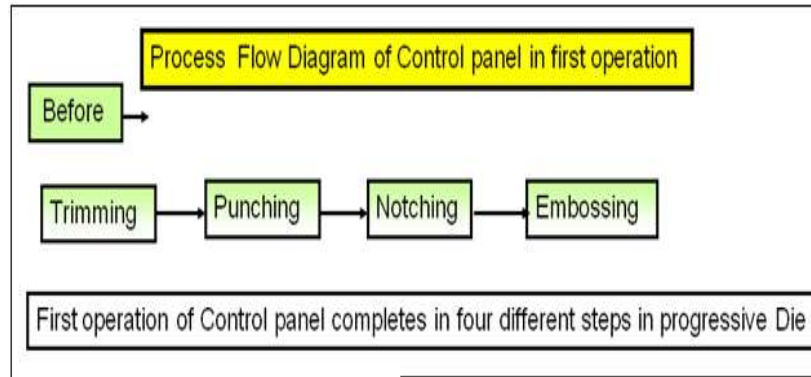 Process Flow Diagram of Control panel in first operation
Before
Trimming Punching Notching Embossing
First operation of Control panel completes in four different steps in progressive Die